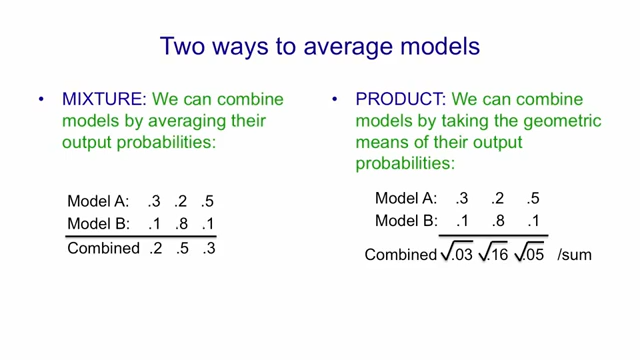 Two ways to average models
• MIXTURE: We can combine
models by averaging their
output probabilities:
Model A: .3 .2 .5
Model B: .1 .8 .1
Combined .2 .5 .3
• PRODUCT: We can combine
models by taking the geometric
means of their output
probabilities:
Model A: .3 .2 .5
Model B: .1 .8 .1
Combined √.03 √.16 √.05 /sum